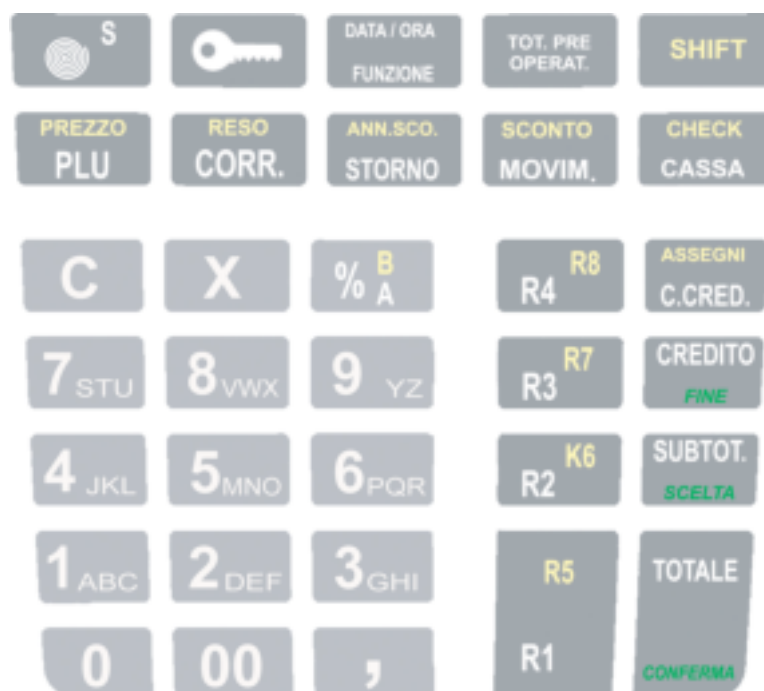 S
DATA / ORA
FUNZIONE
TOT. PRE
OPERAT.
SHIFT
PREZZO
PLU
RESO
CORR.
ANN.SCO.
STORNO
SCONTO
MOVIM.
CHECK
CASSA
C
X
% B
A
R8
R4
ASSEGNI
C.CRED.
7 STU
8 VWX
9 YZ
R7
R3
CREDITO
FINE
4 JKL
5 MNO
6 PQR
K6
R2
SUBTOT.
SCELTA
1 ABC
2 DEF
3 GHI
R5
R1
TOTALE
CONFERMA
0
00
,